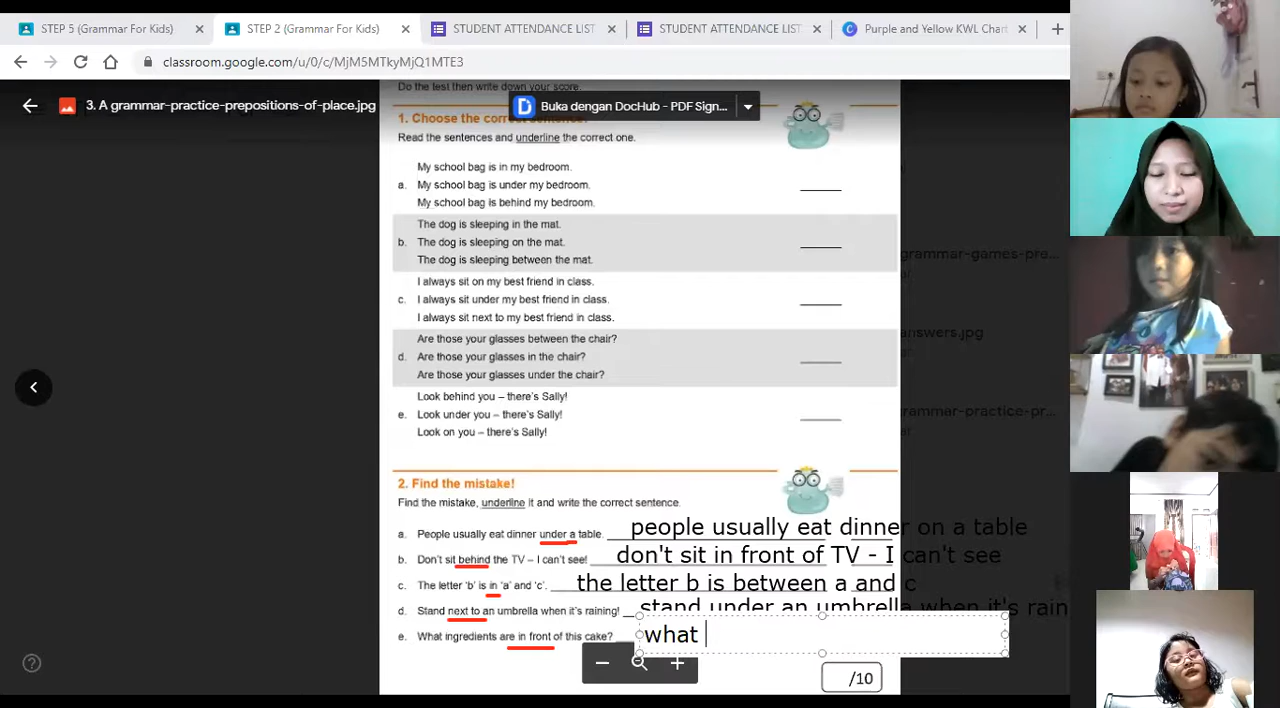 STEP 5 (Grammar For Kids) STEP 2 (Grammar For Kids) STUDENT ATTENDANCE LIST STUDENT ATTENDANCE LIST Purple and Yellow KWL Chart
classroom.google.com/u/0/c/MjM5MTkyMjQ1MTE3
Do the test then write down your score.
3. A grammar-practice-prepositions-of-place.jpg Buka dengan DocHub - PDF Sign...
1. Choose the correct sentence!
Read the sentences and underline the correct one.
My school bag is in my bedroom.
a. My school bag is under my bedroom.
My school bag is behind my bedroom.
The dog is sleeping in the mat.
b. The dog is sleeping on the mat.
The dog is sleeping between the mat.
grammar-games-pre...
I always sit on my best friend in class.
c. I always sit under my best friend in class.
I always sit next to my best friend in class.
answers.jpg
Are those your glasses between the chair?
d. Are those your glasses in the chair?
Are those your glasses under the chair?
Look behind you – there's Sally!
e. Look under you – there's Sally!
grammar-practice-pr...
Look on you – there's Sally!
2. Find the mistake!
Find the mistake, underline it and write the correct sentence.
a. People usually eat dinner under a table. people usually eat dinner on a table
b. Don't sit behind the TV – I can't see! don't sit in front of TV - I can't see
c. The letter 'b' is in 'a' and 'c'. the letter b is between a and c
d. Stand next to an umbrella when it's raining! stand under an umbrella when it's rain
e. What ingredients are in front of this cake? what
/10